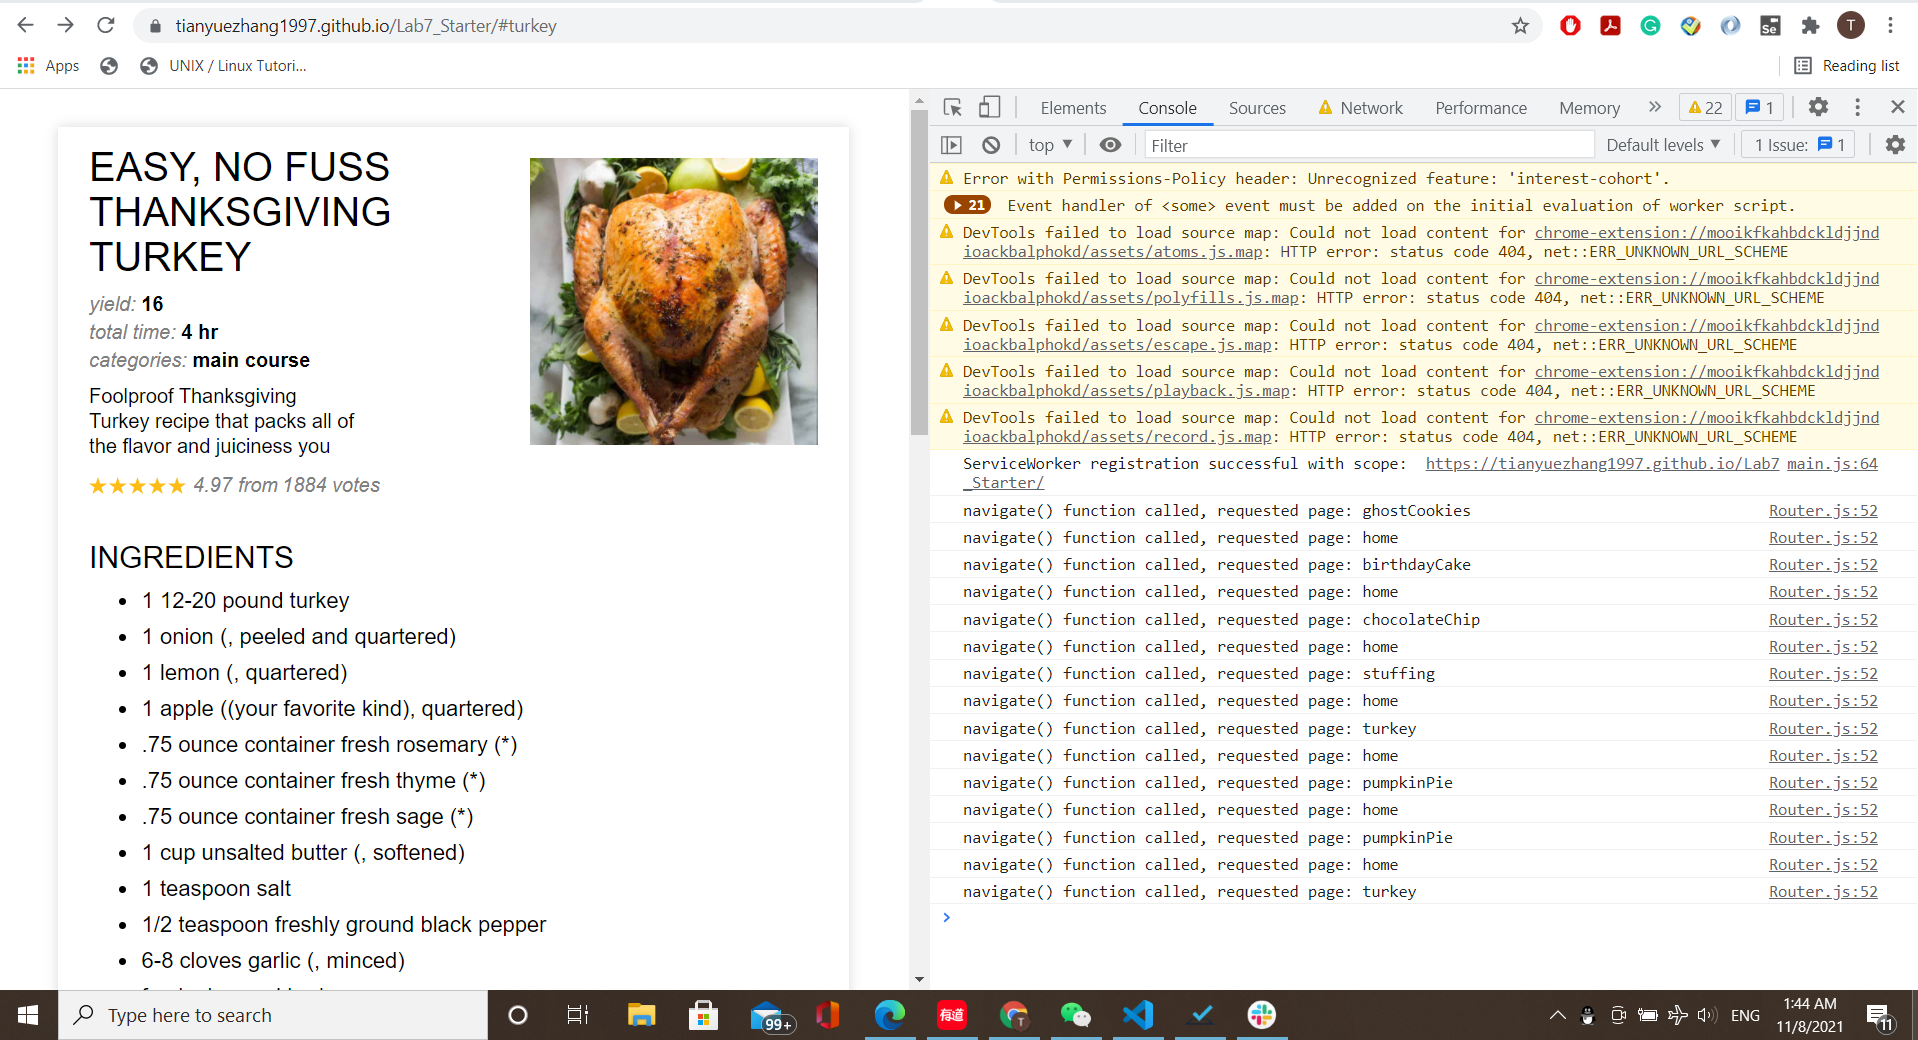 tianyuezhang1997.github.io/Lab7_Starter/#turkey
T
Apps
UNIX / Linux Tutori...
Reading list
EASY, NO FUSS
THANKSGIVING
TURKEY
yield: 16
total time: 4 hr
categories: main course
Foolproof Thanksgiving
Turkey recipe that packs all of
the flavor and juiciness you
★★★★★ 4.97 from 1884 votes
INGREDIENTS
• 1 12-20 pound turkey
• 1 onion (, peeled and quartered)
• 1 lemon (, quartered)
• 1 apple ((your favorite kind), quartered)
• .75 ounce container fresh rosemary (*)
• .75 ounce container fresh thyme (*)
• .75 ounce container fresh sage (*)
• 1 cup unsalted butter (, softened)
• 1 teaspoon salt
• 1/2 teaspoon freshly ground black pepper
• 6-8 cloves garlic (, minced)
Elements Console Sources Network Performance Memory » 22 1
top ▼ Filter Default levels ▼ 1 Issue: 1
Error with Permissions-Policy header: Unrecognized feature: 'interest-cohort'.
21 Event handler of <some> event must be added on the initial evaluation of worker script.
DevTools failed to load source map: Could not load content for chrome-extension://mooikfkahbdckldjjnd
ioackbalphokd/assets/atoms.js.map: HTTP error: status code 404, net::ERR_UNKNOWN_URL_SCHEME
DevTools failed to load source map: Could not load content for chrome-extension://mooikfkahbdckldjjnd
ioackbalphokd/assets/polyfills.js.map: HTTP error: status code 404, net::ERR_UNKNOWN_URL_SCHEME
DevTools failed to load source map: Could not load content for chrome-extension://mooikfkahbdckldjjnd
ioackbalphokd/assets/escape.js.map: HTTP error: status code 404, net::ERR_UNKNOWN_URL_SCHEME
DevTools failed to load source map: Could not load content for chrome-extension://mooikfkahbdckldjjnd
ioackbalphokd/assets/playback.js.map: HTTP error: status code 404, net::ERR_UNKNOWN_URL_SCHEME
DevTools failed to load source map: Could not load content for chrome-extension://mooikfkahbdckldjjnd
ioackbalphokd/assets/record.js.map: HTTP error: status code 404, net::ERR_UNKNOWN_URL_SCHEME
ServiceWorker registration successful with scope: https://tianyuezhang1997.github.io/Lab7 main.js:64
_Starter/
navigate() function called, requested page: ghostCookies Router.js:52
navigate() function called, requested page: home Router.js:52
navigate() function called, requested page: birthdayCake Router.js:52
navigate() function called, requested page: home Router.js:52
navigate() function called, requested page: chocolateChip Router.js:52
navigate() function called, requested page: home Router.js:52
navigate() function called, requested page: stuffing Router.js:52
navigate() function called, requested page: home Router.js:52
navigate() function called, requested page: turkey Router.js:52
navigate() function called, requested page: home Router.js:52
navigate() function called, requested page: pumpkinPie Router.js:52
navigate() function called, requested page: home Router.js:52
navigate() function called, requested page: pumpkinPie Router.js:52
navigate() function called, requested page: home Router.js:52
navigate() function called, requested page: turkey Router.js:52
Type here to search
99+
有道
T
ENG
1:44 AM
11/8/2021
11